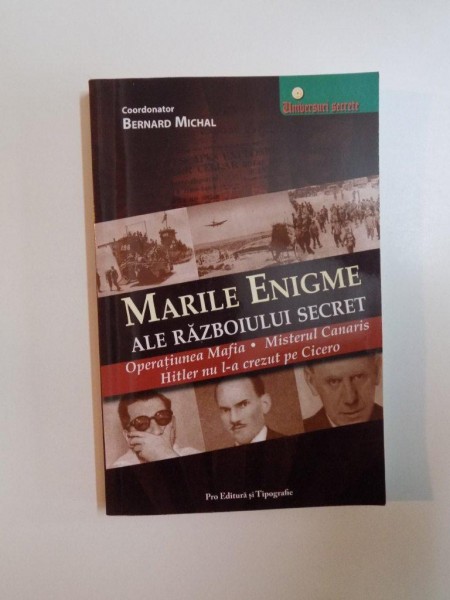 Coordonator
BERNARD MICHAL
Universuri secrete
MARILE ENIGME
ALE RĂZBOIULUI SECRET
Operațiunea Mafia • Misterul Canaris
Hitler nu l-a crezut pe Cicero
Pro Editură și Tipografie